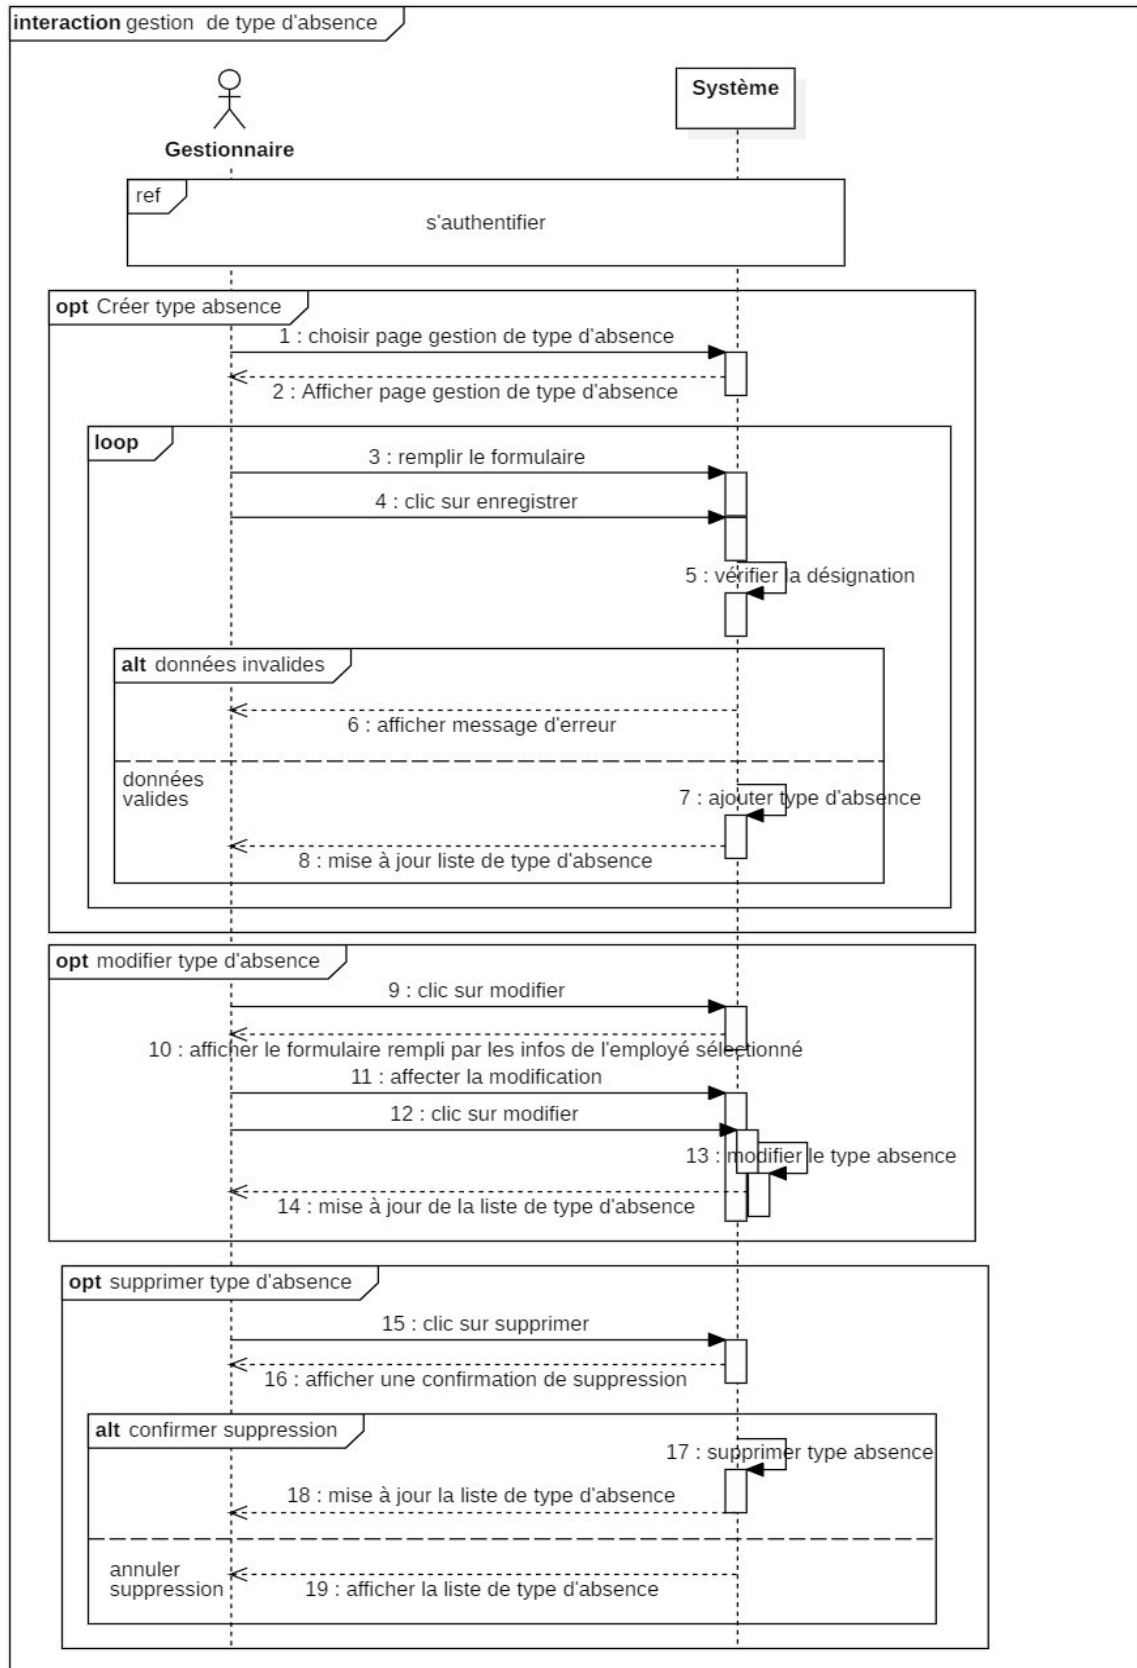 interaction gestion de type d'absence
Système
Gestionnaire
ref
s'authentifier
opt Créer type absence
1 : choisir page gestion de type d'absence
2 : Afficher page gestion de type d'absence
loop
3 : remplir le formulaire
4 : clic sur enregistrer
5 : vérifier la désignation
alt données invalides
6 : afficher message d'erreur
données
valides
7 : ajouter type d'absence
8 : mise à jour liste de type d'absence
opt modifier type d'absence
9 : clic sur modifier
10 : afficher le formulaire rempli par les infos de l'employé sélectionné
11 : affecter la modification
12 : clic sur modifier
13 : modifier le type absence
14 : mise à jour de la liste de type d'absence
opt supprimer type d'absence
15 : clic sur supprimer
16 : afficher une confirmation de suppression
alt confirmer suppression
17 : supprimer type absence
18 : mise à jour la liste de type d'absence
annuler
suppression
19 : afficher la liste de type d'absence